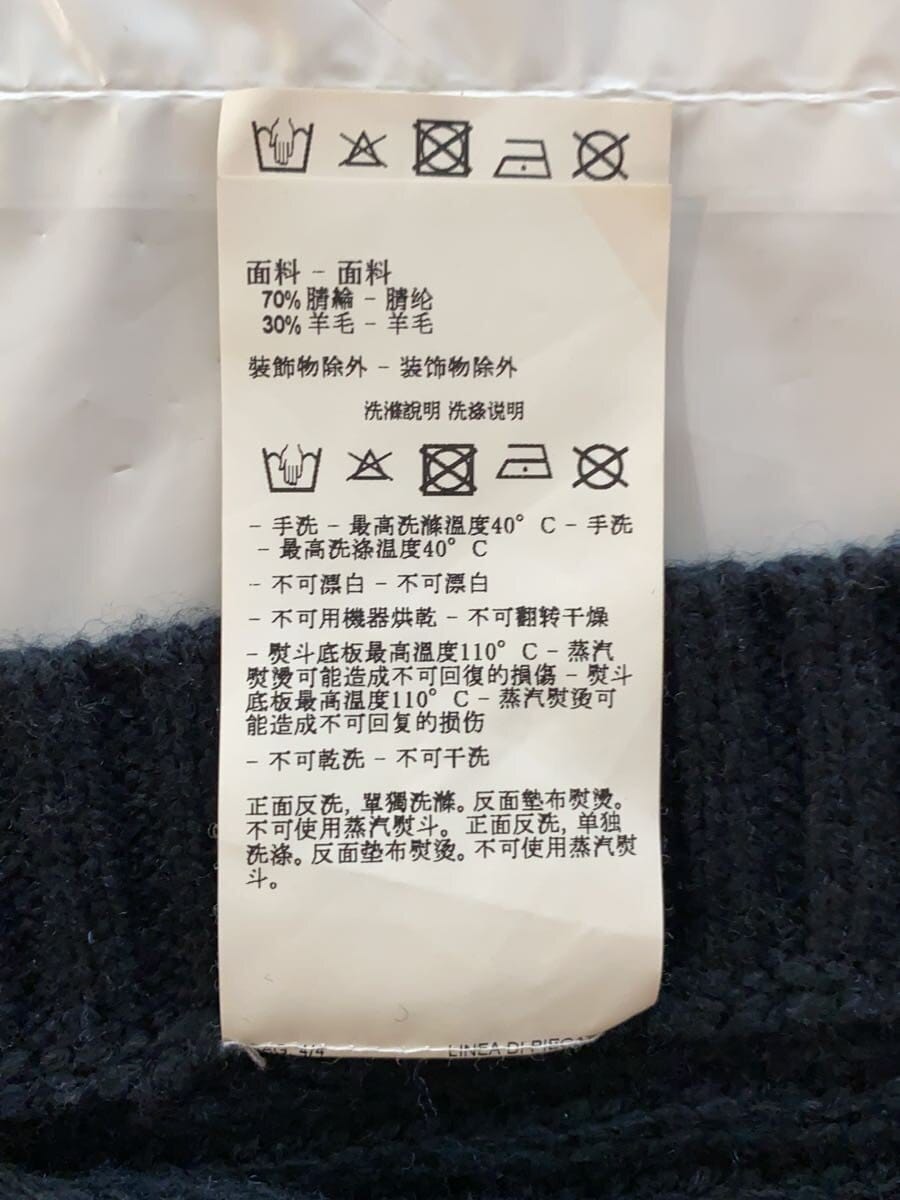 面料 - 面料
70% 腈綸 - 腈纶
30% 羊毛 - 羊毛
裝飾物除外 - 装饰物除外
洗滌說明 洗涤说明
- 手洗 - 最高洗滌溫度40° C - 手洗
- 最高洗涤温度40° C
- 不可漂白 - 不可漂白
- 不可用機器烘乾 - 不可翻转干燥
- 熨斗底板最高溫度110° C - 蒸汽
熨燙可能造成不可回復的損傷 - 熨斗
底板最高温度110° C - 蒸汽熨烫可
能造成不可回复的损伤
- 不可乾洗 - 不可干洗
正面反洗, 單獨洗滌。反面墊布熨燙。
不可使用蒸汽熨斗。 正面反洗, 单独
洗涤。反面垫布熨烫。不可使用蒸汽熨
斗。
4/4 LINEA DI